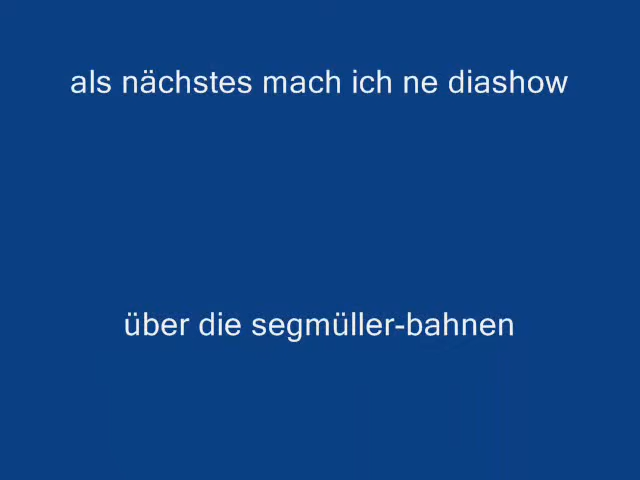 als nächstes mach ich ne diashow
über die segmüller-bahnen